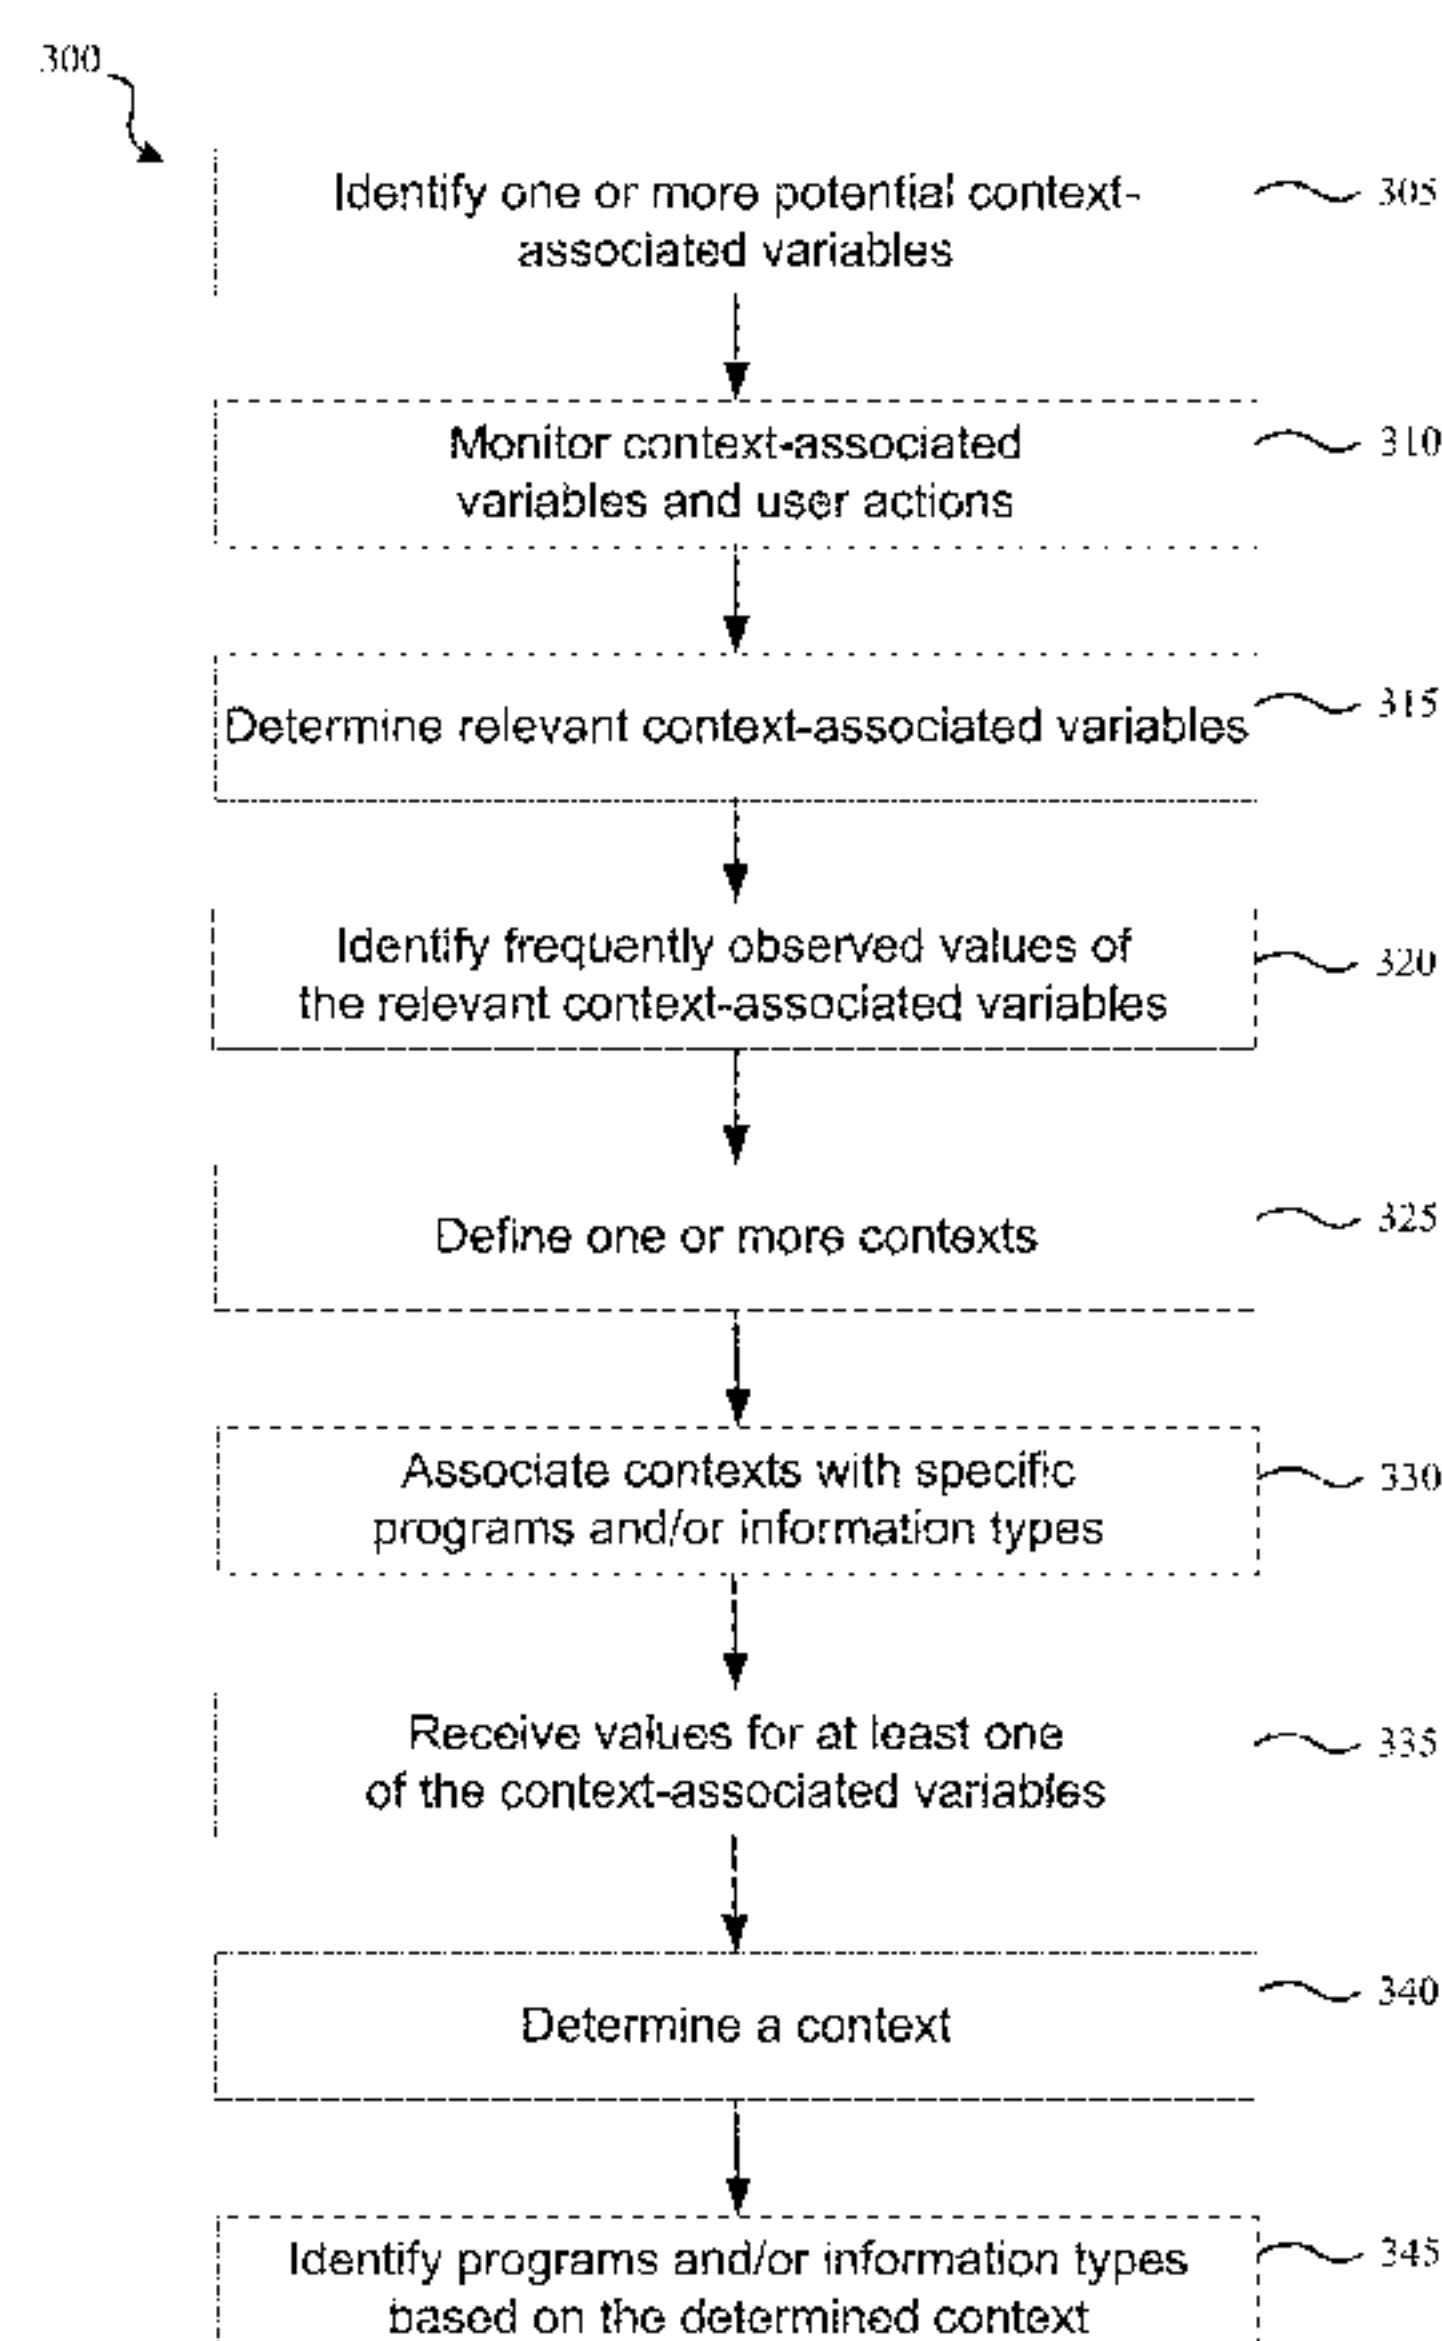 300
Identify one or more potential context-
associated variables
305
Monitor context-associated
variables and user actions
310
Determine relevant context-associated variables
315
Identify frequently observed values of
the relevant context-associated variables
320
Define one or more contexts
325
Associate contexts with specific
programs and/or information types
330
Receive values for at least one
of the context-associated variables
335
Determine a context
340
Identify programs and/or information types
based on the determined context
345